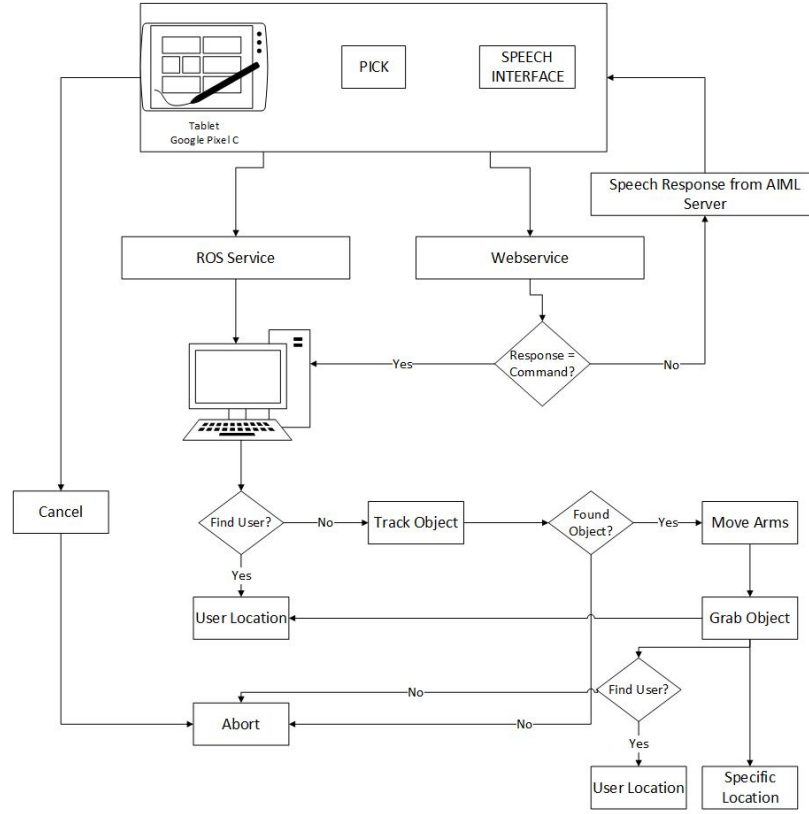 PICK
SPEECH
INTERFACE
Tablet
Google Pixel C
Speech Response from AIML
Server
ROS Service
Webservice
Response =
Command?
Yes
No
Cancel
Find User?
No
Track Object
Found
Object?
Yes
Move Arms
Yes
User Location
Grab Object
No
Find User?
Abort
No
Yes
User Location
Specific
Location